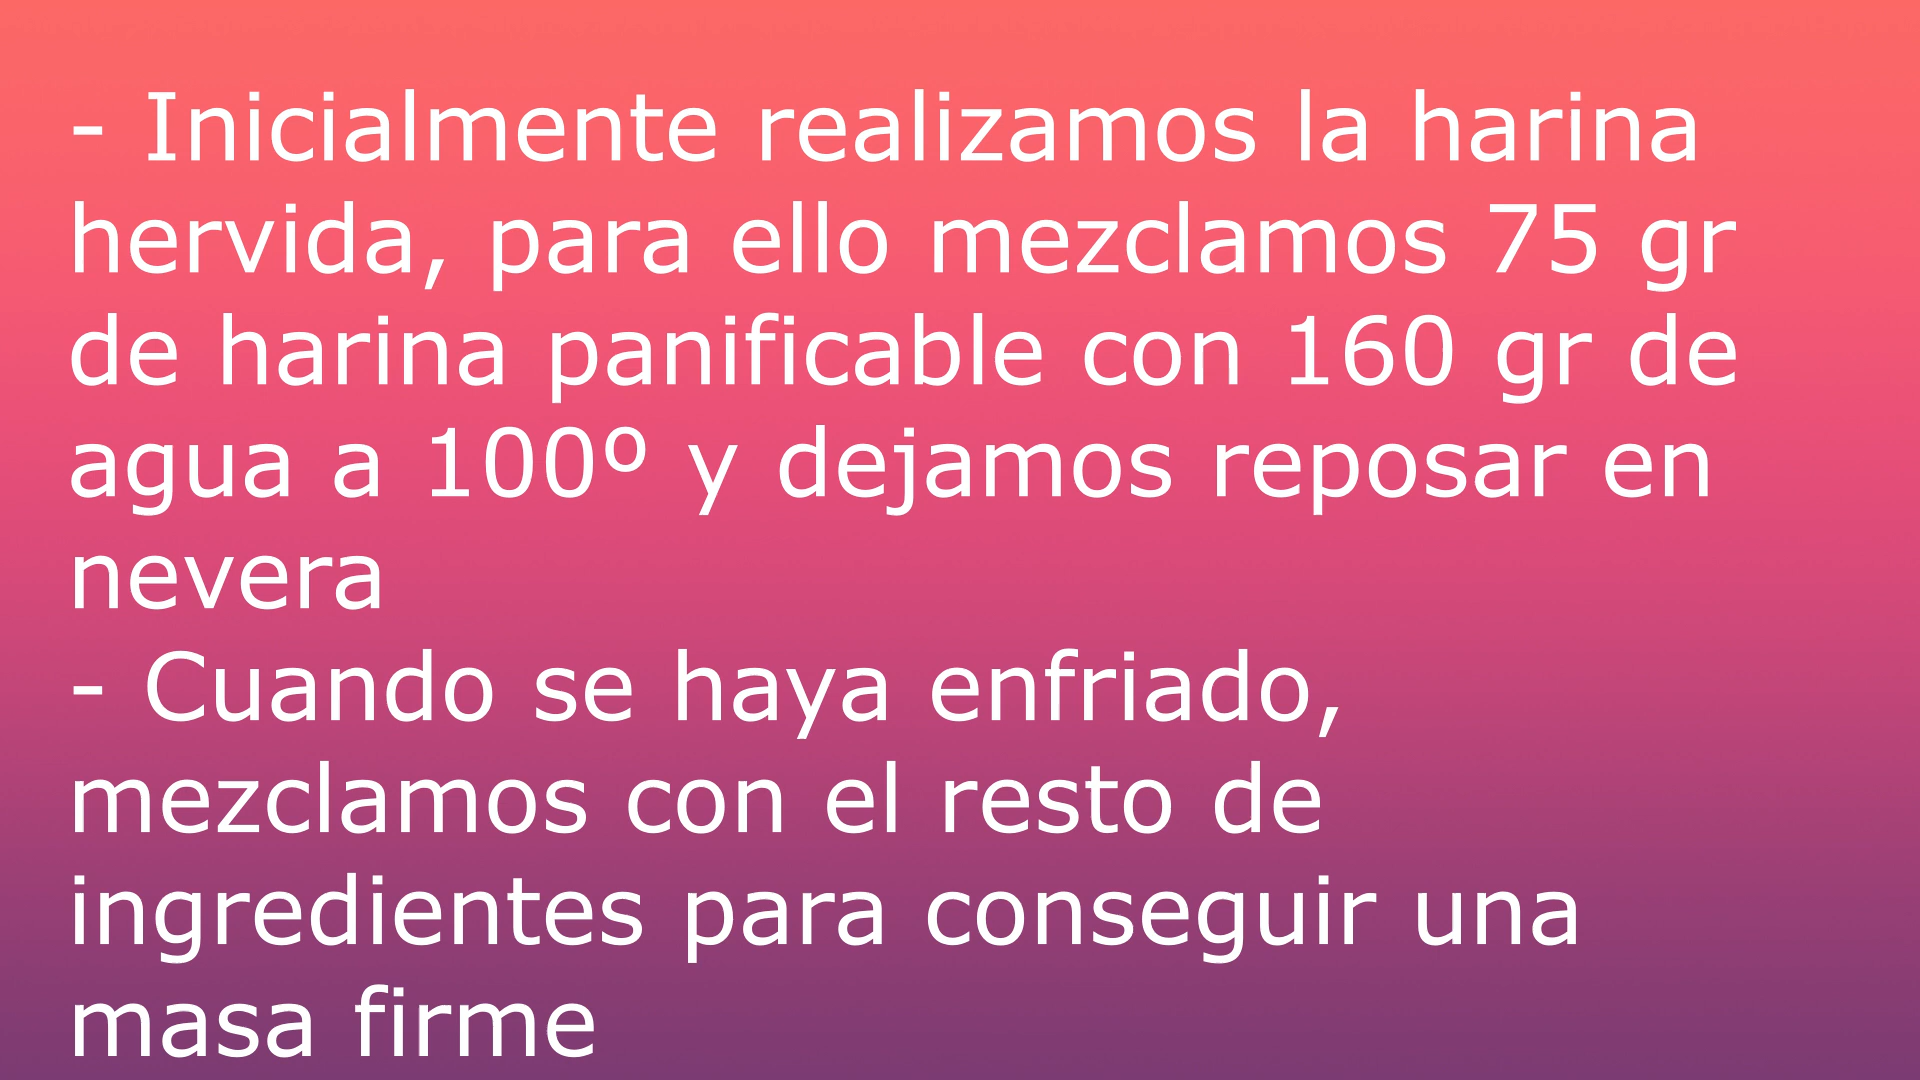 - Inicialmente realizamos la harina
hervida, para ello mezclamos 75 gr
de harina panificable con 160 gr de
agua a 100º y dejamos reposar en
nevera
- Cuando se haya enfriado,
mezclamos con el resto de
ingredientes para conseguir una
masa firme